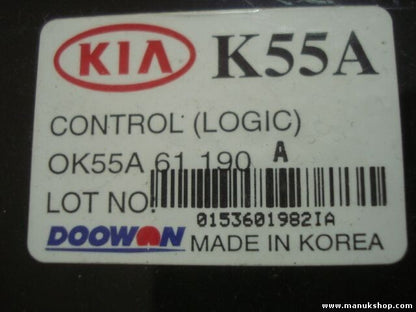 KIA K55A
CONTROL (LOGIC)
OK55A 61 190 A
LOT NO.
0153601982IA
DOOWON MADE IN KOREA
www.manukshop.com